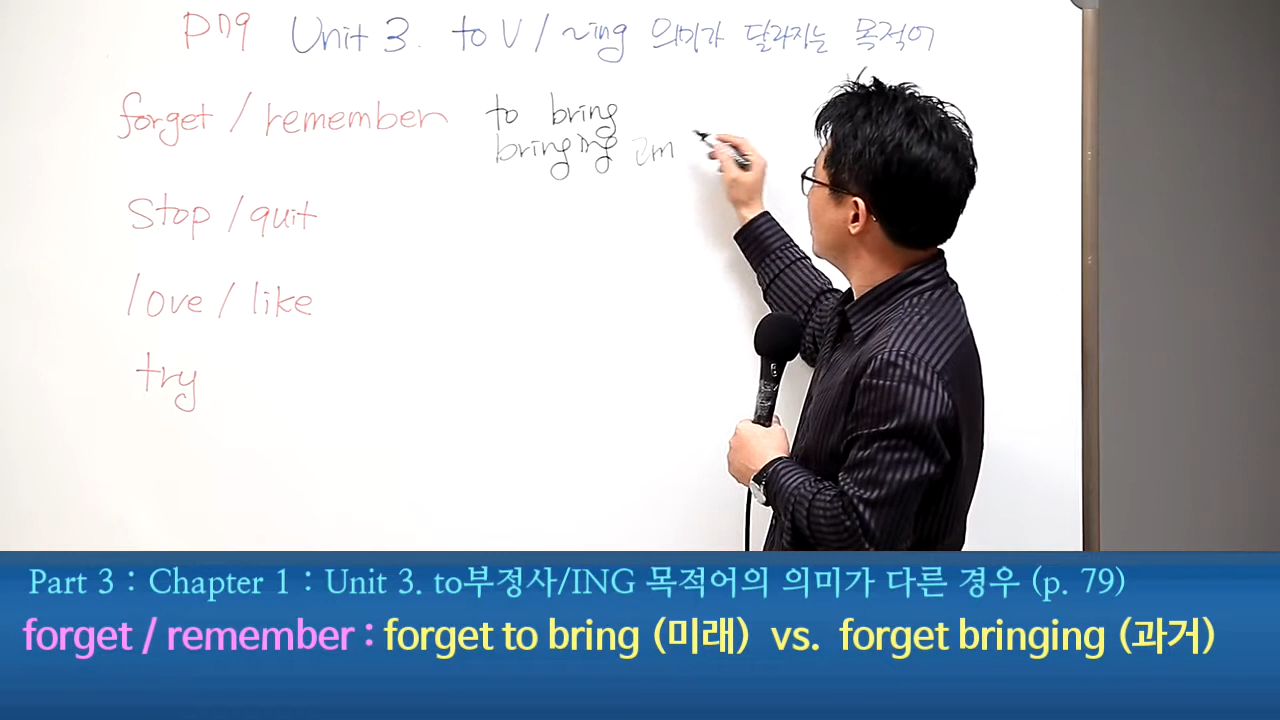 P79 Unit 3. to V / ~ing 의미가 달라지는 목적어
forget / remember to bring
bringing
stop / quit
love / like
try
Part 3 : Chapter 1 : Unit 3. to부정사/ING 목적어의 의미가 다른 경우 (p. 79)
forget / remember : forget to bring (미래) vs. forget bringing (과거)